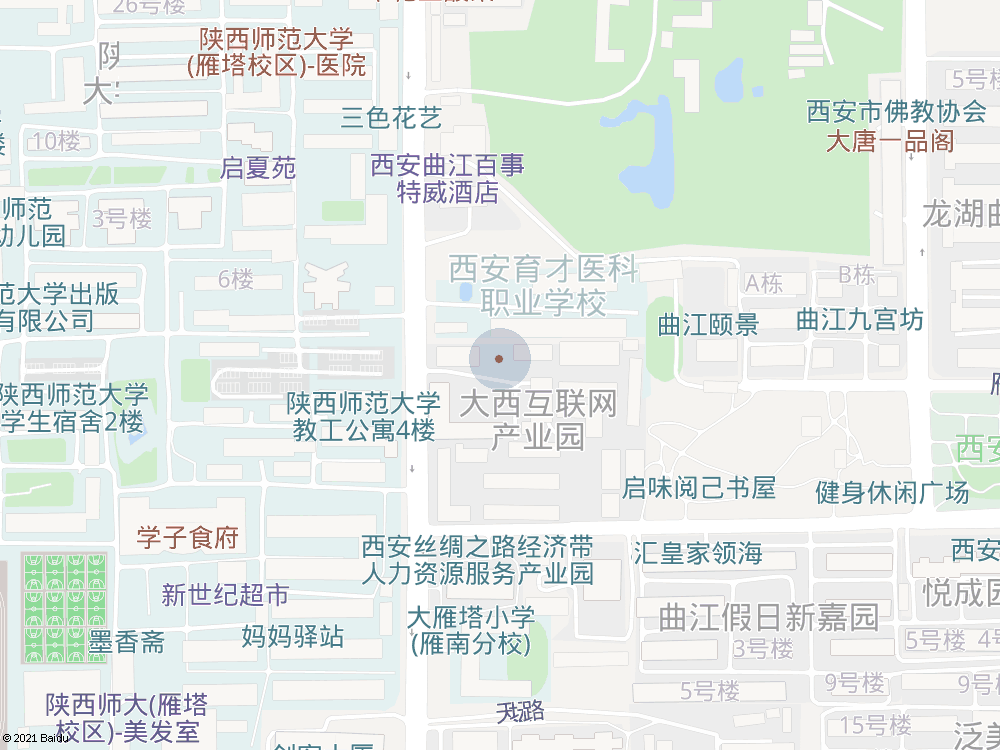 26号楼
陕西师范大学
(雁塔校区)-医院
陕
大
5号楼
三色花艺
西安市佛教协会
大唐一品阁
10楼
启夏苑
西安曲江百事
特威酒店
师范
幼儿园
3号楼
龙湖曲
西安育才医科
职业学校
6楼
A栋
B栋
范大学出版
有限公司
曲江颐景
曲江九宫坊
雁
陕西师范大学
学生宿舍2楼
陕西师范大学
教工公寓4楼
大西互联网
产业园
西安
启味阅己书屋
健身休闲广场
学子食府
西安丝绸之路经济带
人力资源服务产业园
汇皇家领海
西安
新世纪超市
悦成园
大雁塔小学
(雁南分校)
曲江假日新嘉园
墨香斋
妈妈驿站
5号楼
4号
3号楼
5号楼
9号楼
9号
陕西师大(雁塔
校区)-美发室
15号楼
泛美
© 2021 Baidu